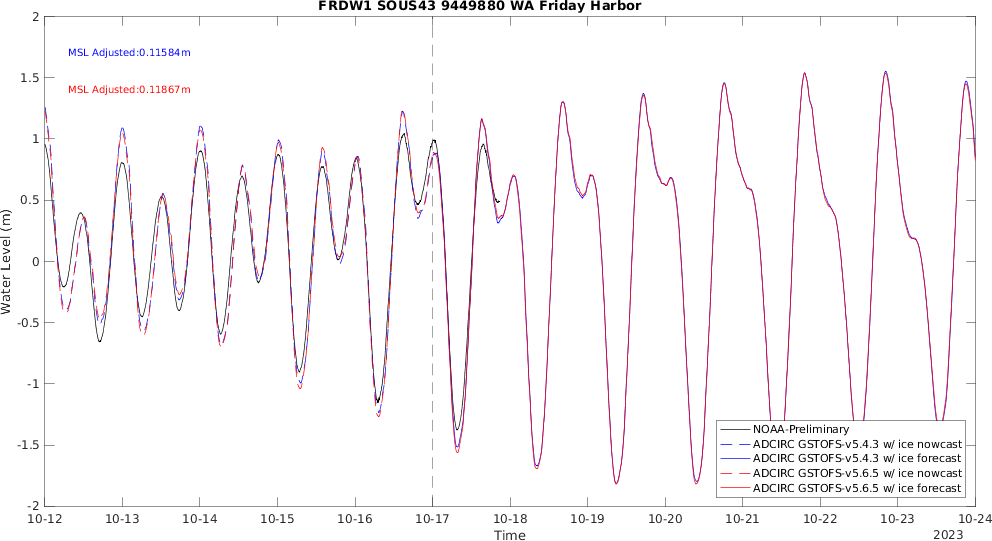 FRDW1 SOUS43 9449880 WA Friday Harbor
MSL Adjusted:0.11584m
MSL Adjusted:0.11867m
Water Level (m)
2
1.5
1
0.5
0
-0.5
-1
-1.5
-2
NOAA-Preliminary
ADCIRC GSTOFS-v5.4.3 w/ ice nowcast
ADCIRC GSTOFS-v5.4.3 w/ ice forecast
ADCIRC GSTOFS-v5.6.5 w/ ice nowcast
ADCIRC GSTOFS-v5.6.5 w/ ice forecast
10-12 10-13 10-14 10-15 10-16 10-17 10-18 10-19 10-20 10-21 10-22 10-23 10-24
Time
2023